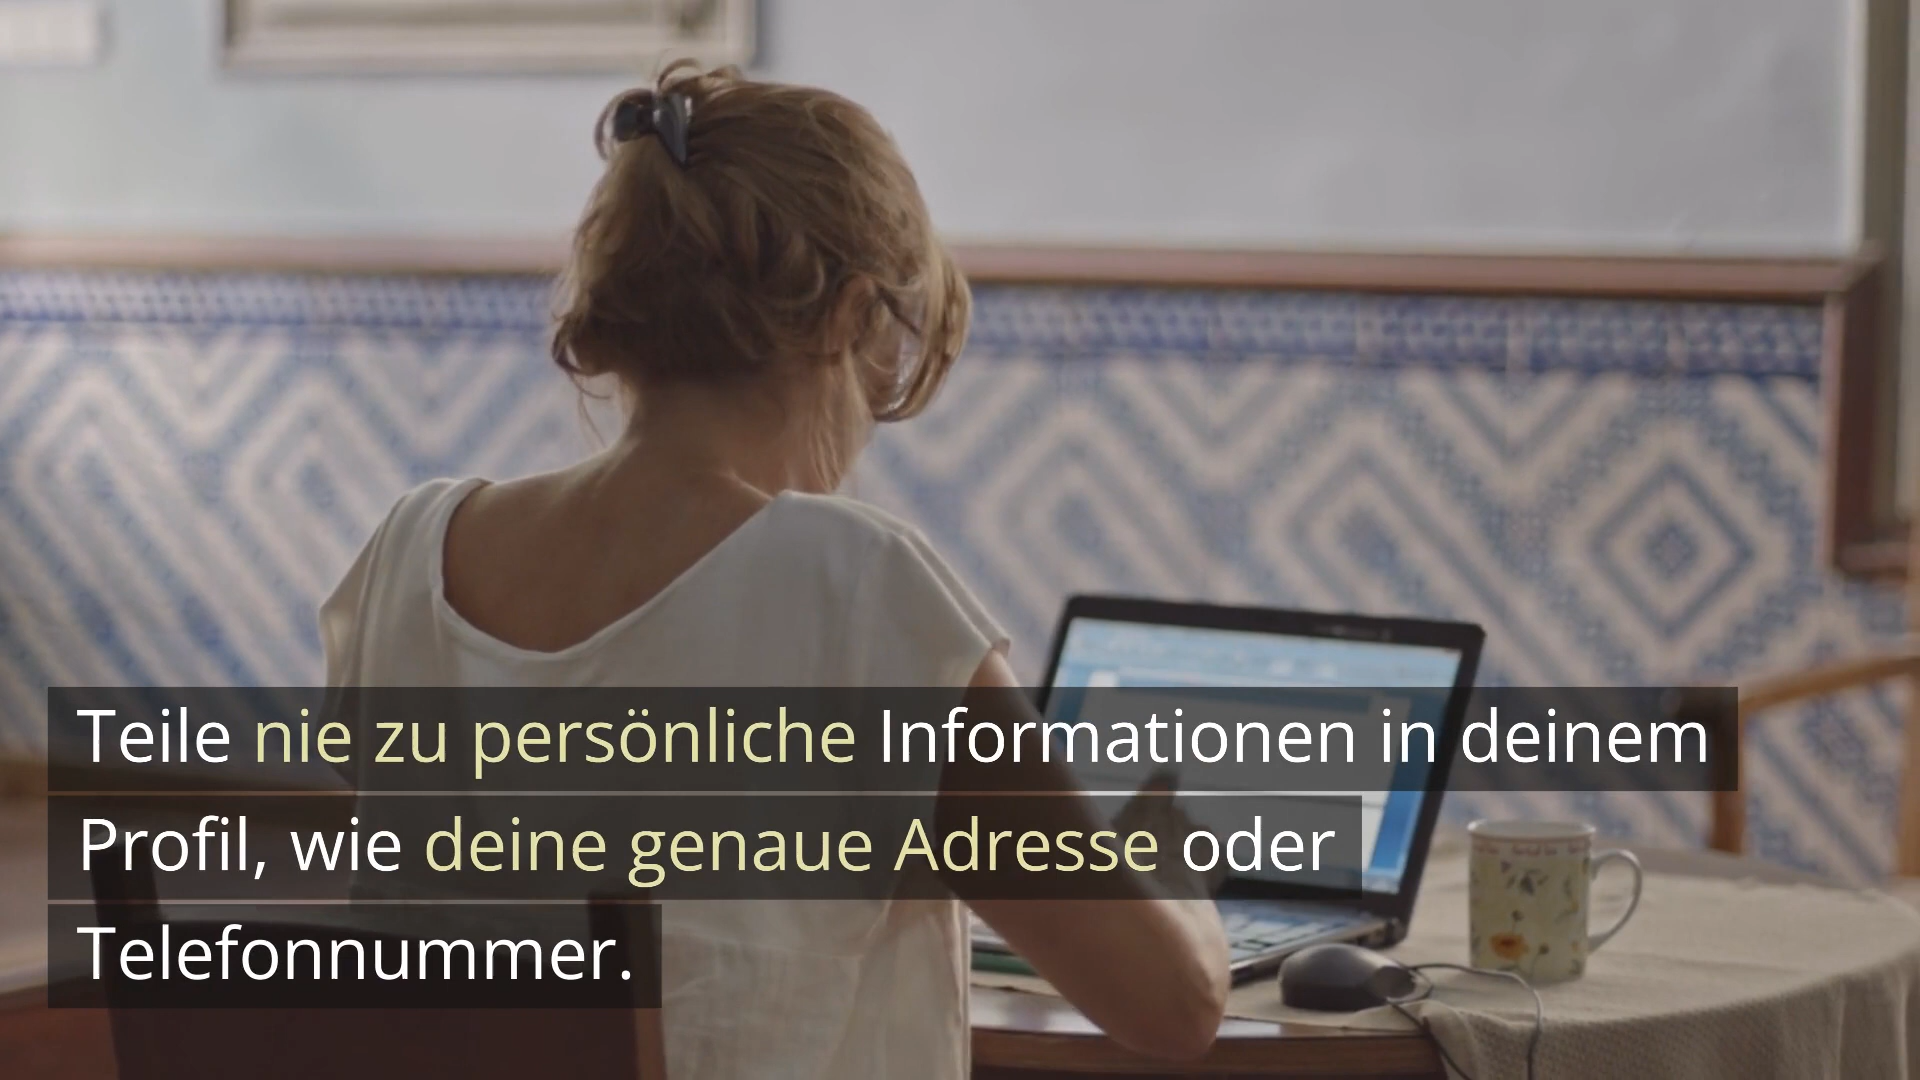 Teile nie zu persönliche Informationen in deinem
Profil, wie deine genaue Adresse oder
Telefonnummer.